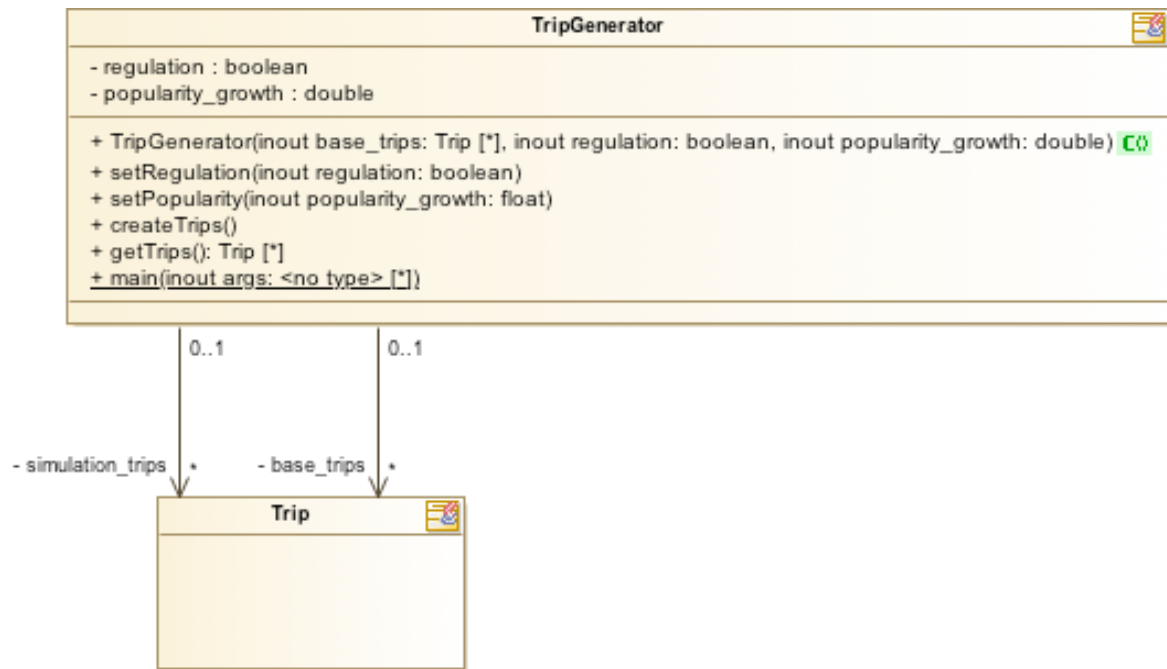 TripGenerator
- regulation : boolean
- popularity_growth : double
+ TripGenerator(inout base_trips: Trip [*], inout regulation: boolean, inout popularity_growth: double) C()
+ setRegulation(inout regulation: boolean)
+ setPopularity(inout popularity_growth: float)
+ createTrips()
+ getTrips(): Trip [*]
+ main(inout args: <no type> [*])
0..1 0..1
- simulation_trips * - base_trips *
Trip